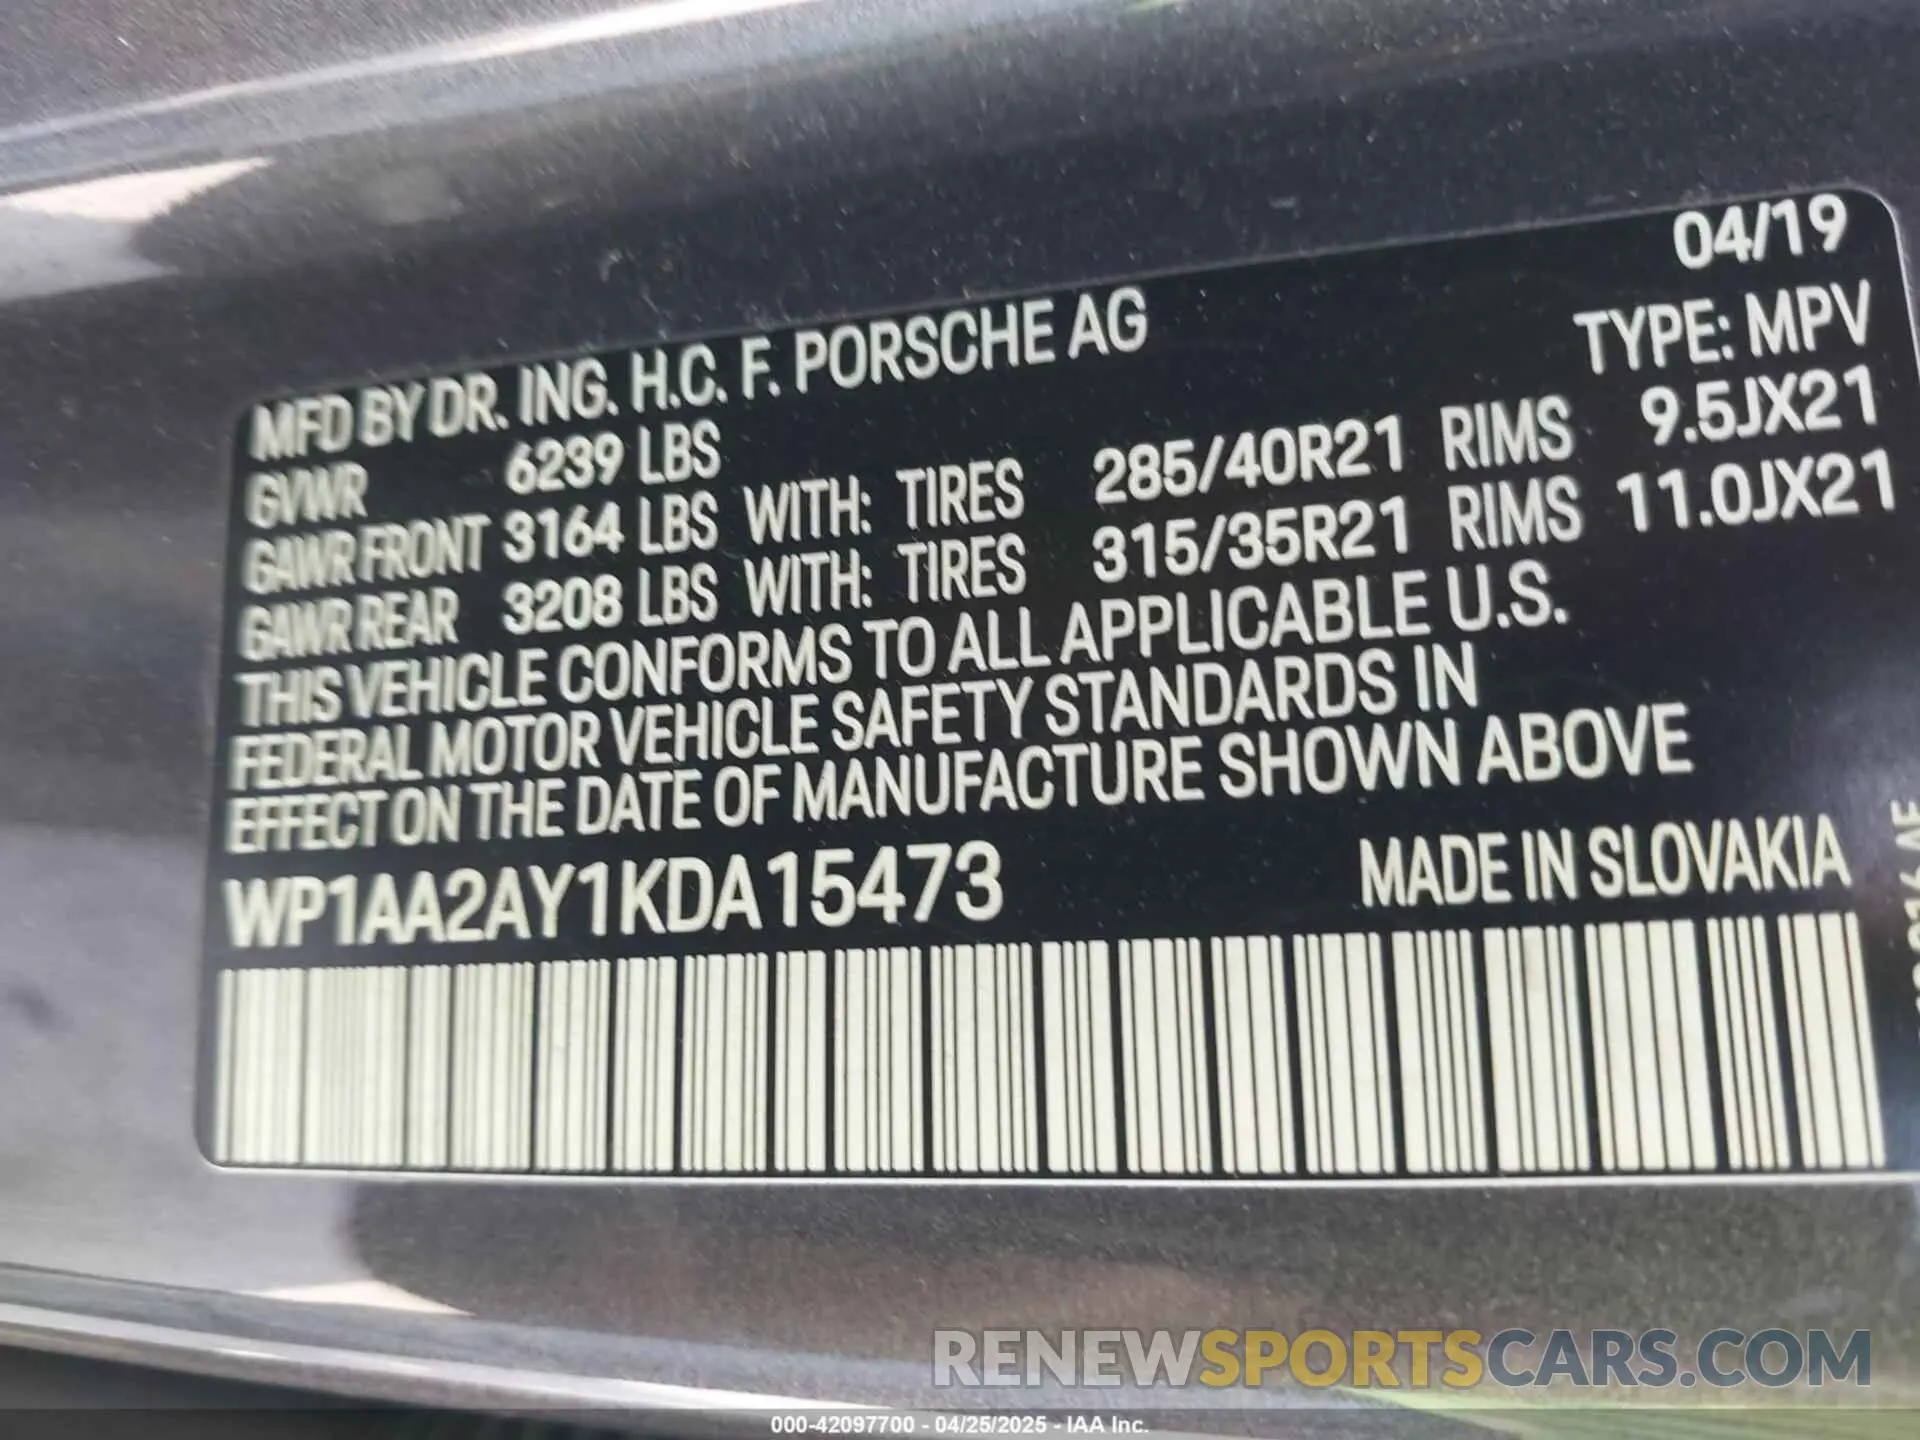 04/19
MFD BY DR. ING. H.C. F. PORSCHE AG TYPE: MPV
GVWR 6239 LBS
GAWR FRONT 3164 LBS WITH: TIRES 285/40R21 RIMS 9.5JX21
GAWR REAR 3208 LBS WITH: TIRES 315/35R21 RIMS 11.0JX21
THIS VEHICLE CONFORMS TO ALL APPLICABLE U.S.
FEDERAL MOTOR VEHICLE SAFETY STANDARDS IN
EFFECT ON THE DATE OF MANUFACTURE SHOWN ABOVE
WP1AA2AY1KDA15473 MADE IN SLOVAKIA
RENEWSPORTSCARS.COM
000-42097700 - 04/25/2025 - IAA Inc.